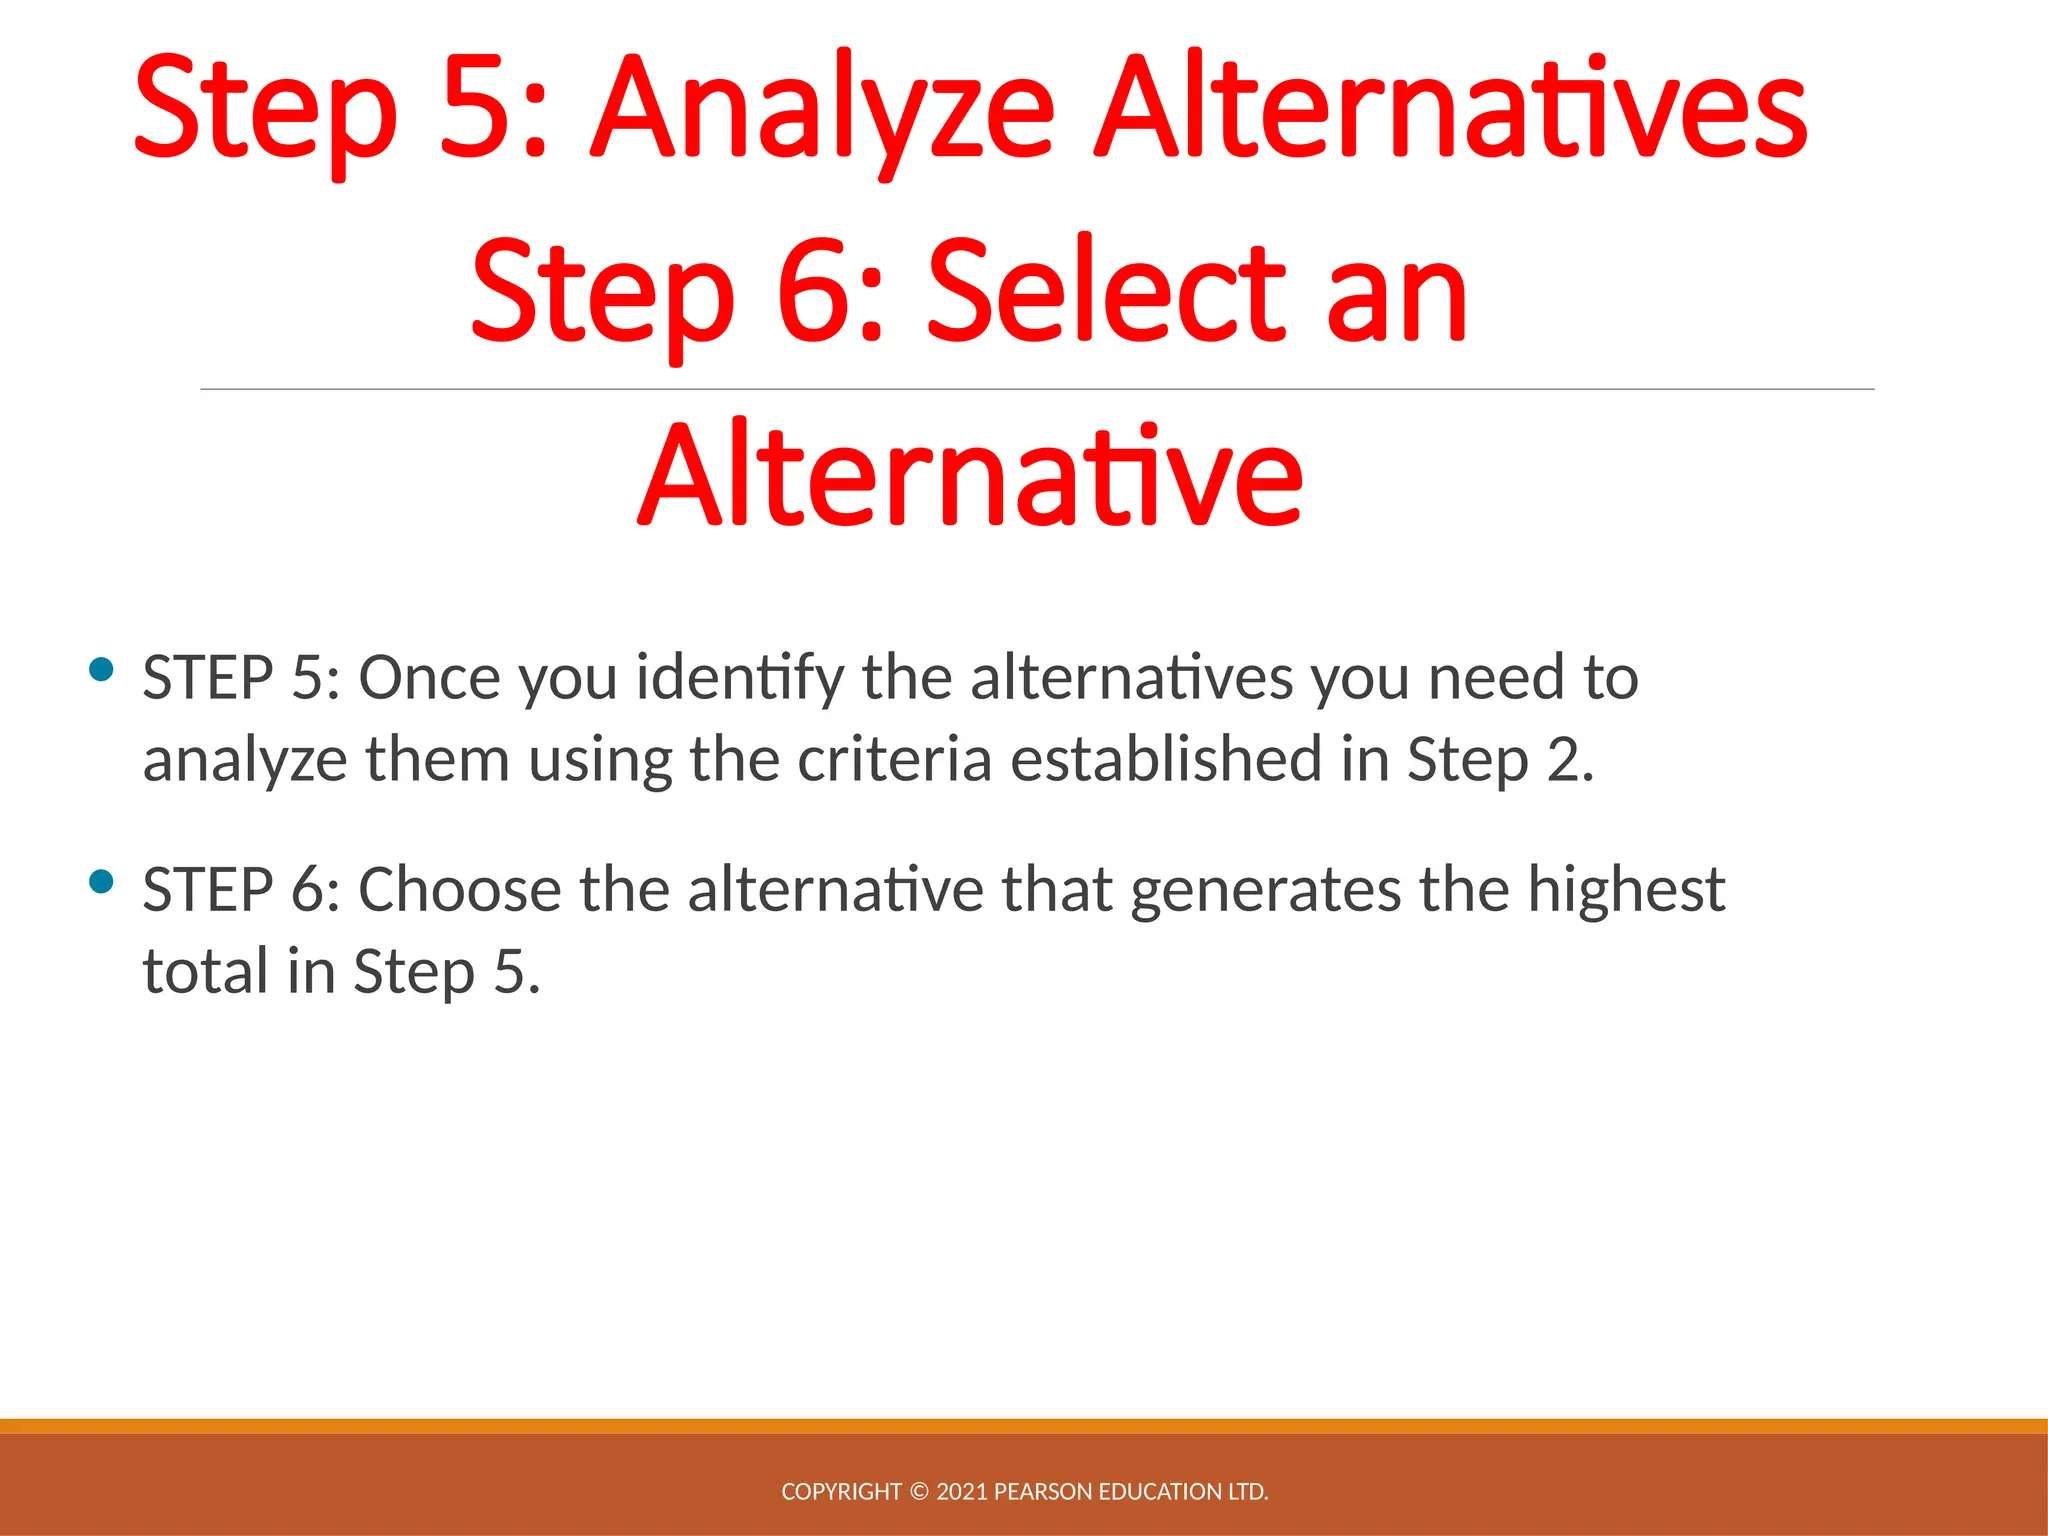 Step 5: Analyze Alternatives
Step 6: Select an
Alternative
• STEP 5: Once you identify the alternatives you need to
analyze them using the criteria established in Step 2.
• STEP 6: Choose the alternative that generates the highest
total in Step 5.
COPYRIGHT © 2021 PEARSON EDUCATION LTD.